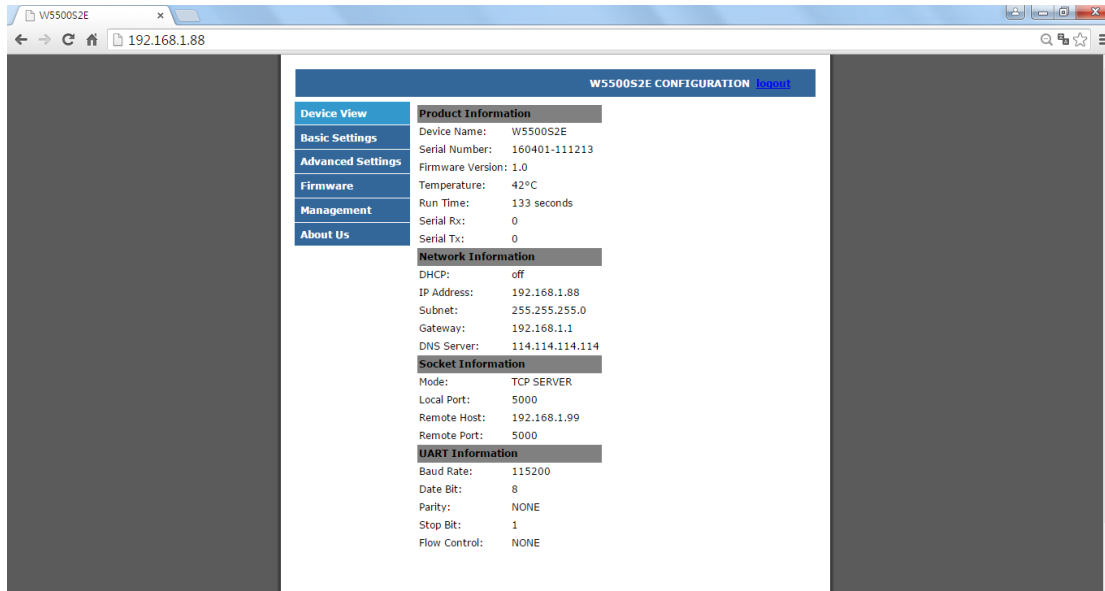 W5500S2E
192.168.1.88
W5500S2E CONFIGURATION logout
Device View
Basic Settings
Advanced Settings
Firmware
Management
About Us
Product Information
Device Name: W5500S2E
Serial Number: 160401-111213
Firmware Version: 1.0
Temperature: 42°C
Run Time: 133 seconds
Serial Rx: 0
Serial Tx: 0
Network Information
DHCP: off
IP Address: 192.168.1.88
Subnet: 255.255.255.0
Gateway: 192.168.1.1
DNS Server: 114.114.114.114
Socket Information
Mode: TCP SERVER
Local Port: 5000
Remote Host: 192.168.1.99
Remote Port: 5000
UART Information
Baud Rate: 115200
Date Bit: 8
Parity: NONE
Stop Bit: 1
Flow Control: NONE